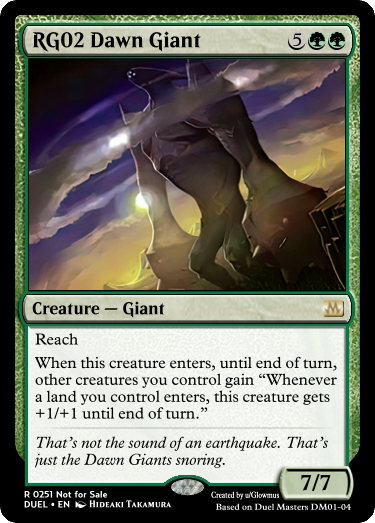 RG02 Dawn Giant 5
Creature — Giant
Reach
When this creature enters, until end of turn,
other creatures you control gain “Whenever
a land you control enters, this creature gets
+1/+1 until end of turn.”
That's not the sound of an earthquake. That's
just the Dawn Giants snoring.
7/7
R 0251 Not for Sale
DUEL • EN Hideaki Takamura
Created by u/Glowmus
Based on Duel Masters DM01-04